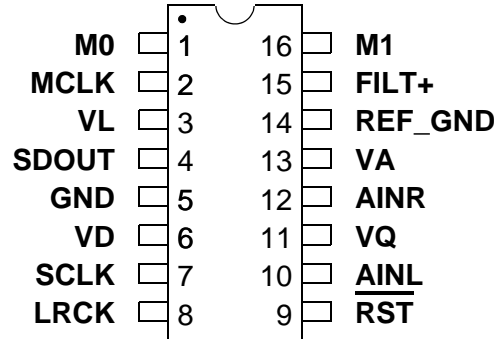 M0 1 16 M1
MCLK 2 15 FILT+
VL 3 14 REF_GND
SDOUT 4 13 VA
GND 5 12 AINR
VD 6 11 VQ
SCLK 7 10 AINL
LRCK 8 9 RST